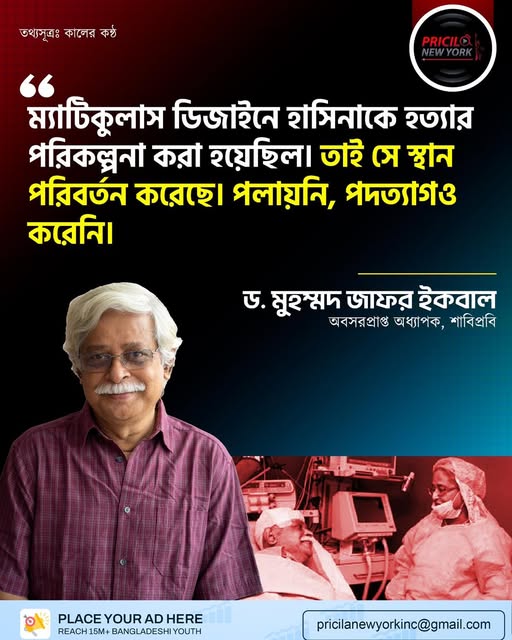 তথ্যসূত্রঃ কালের কণ্ঠ
PRICILA
NEW YORK
“
ম্যাটিকুলাস ডিজাইনে হাসিনাকে হত্যার
পরিকল্পনা করা হয়েছিল। তাই সে স্থান
পরিবর্তন করেছে। পলায়নি, পদত্যাগও
করেনি।
ড. মুহম্মদ জাফর ইকবাল
অবসরপ্রাপ্ত অধ্যাপক, শাবিপ্রবি
PLACE YOUR AD HERE
REACH 15M+ BANGLADESHI YOUTH
pricilanewyorkinc@gmail.com